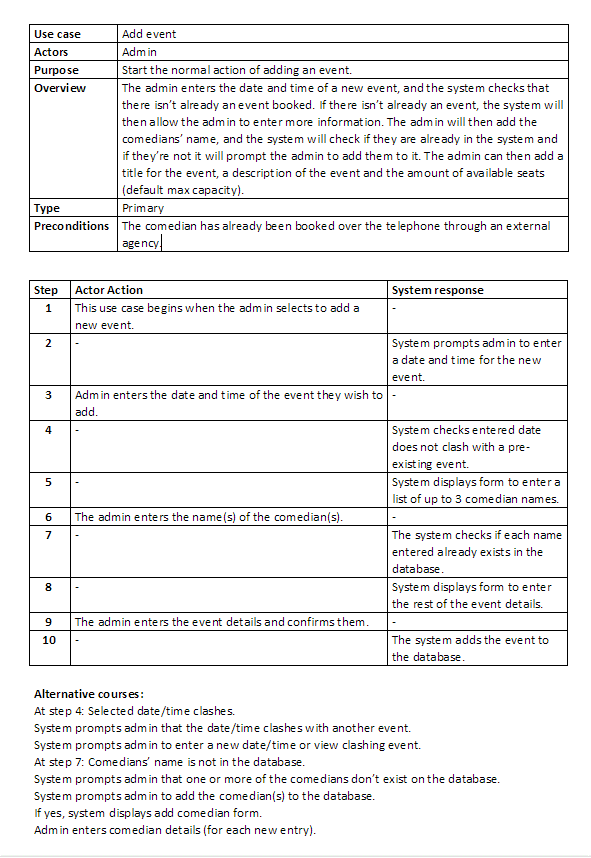 Use case Add event
Actors Admin
Purpose Start the normal action of adding an event.
Overview The admin enters the date and time of a new event, and the system checks that
there isn't already an event booked. If there isn't already an event, the system will
then allow the admin to enter more information. The admin will then add the
comedians' name, and the system will check if they are already in the system and
if they're not it will prompt the admin to add them to it. The admin can then add a
title for the event, a description of the event and the amount of available seats
(default max capacity).
Type Primary
Preconditions The comedian has already been booked over the telephone through an external
agency.
Step Actor Action System response
1 This use case begins when the admin selects to add a -
new event.
2 - System prompts admin to enter
a date and time for the new
event.
3 Admin enters the date and time of the event they wish to -
add.
4 - System checks entered date
does not clash with a pre-
existing event.
5 - System displays form to enter a
list of up to 3 comedian names.
6 The admin enters the name(s) of the comedian(s). -
7 - The system checks if each name
entered already exists in the
database.
8 - System displays form to enter
the rest of the event details.
9 The admin enters the event details and confirms them. -
10 - The system adds the event to
the database.
Alternative courses:
At step 4: Selected date/time clashes.
System prompts admin that the date/time clashes with another event.
System prompts admin to enter a new date/time or view clashing event.
At step 7: Comedians' name is not in the database.
System prompts admin that one or more of the comedians don't exist on the database.
System prompts admin to add the comedian(s) to the database.
If yes, system displays add comedian form.
Admin enters comedian details (for each new entry).